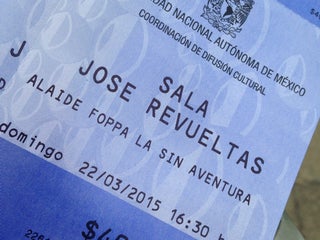 NACIONAL AUTÓNOMA DE MÉXICO
COORDINACIÓN DE DIFUSIÓN CULTURAL
SALA
JOSE REVUELTAS
ALAIDE FOPPA LA SIN AVENTURA
domingo 22/03/2015 16:30